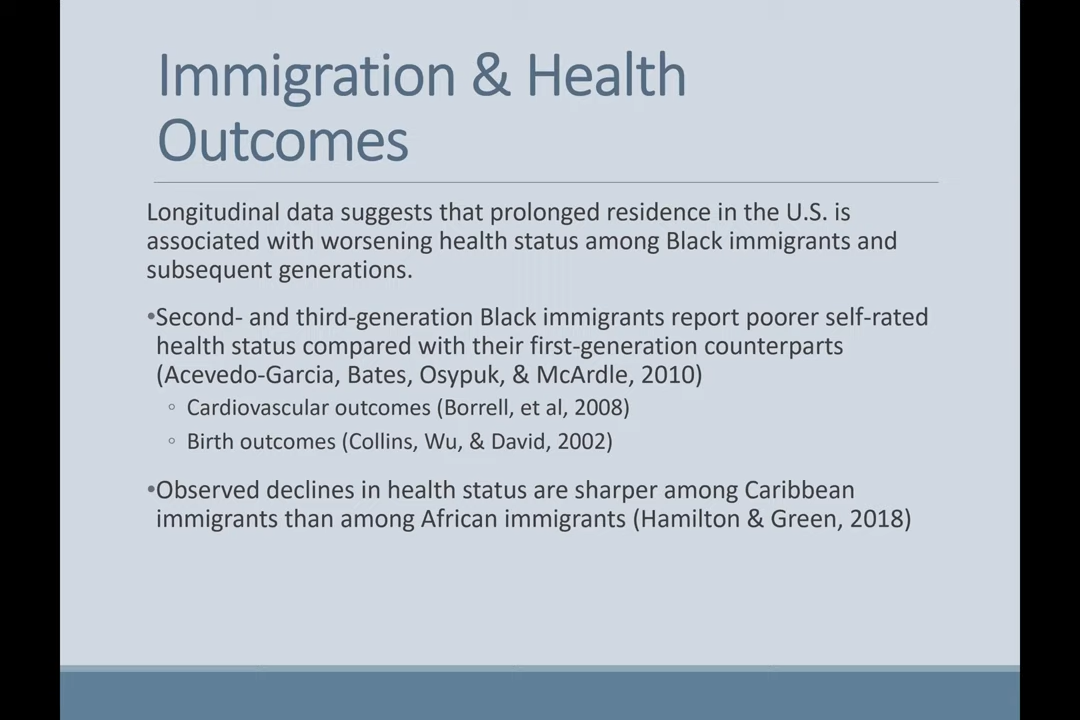 Immigration & Health
Outcomes
Longitudinal data suggests that prolonged residence in the U.S. is
associated with worsening health status among Black immigrants and
subsequent generations.
•Second- and third-generation Black immigrants report poorer self-rated
health status compared with their first-generation counterparts
(Acevedo-Garcia, Bates, Osypuk, & McArdle, 2010)
◦ Cardiovascular outcomes (Borrell, et al, 2008)
◦ Birth outcomes (Collins, Wu, & David, 2002)
•Observed declines in health status are sharper among Caribbean
immigrants than among African immigrants (Hamilton & Green, 2018)